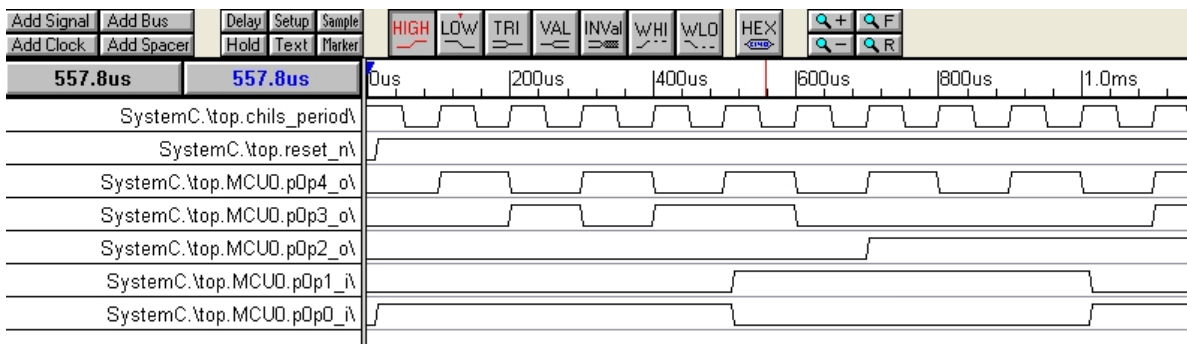 Add Signal Add Bus Delay Setup Sample HIGH LOW TRI VAL INVal WHI WLO HEX + F
Add Clock Add Spacer Hold Text Marker - R
557.8us 557.8us 0us 200us 400us 600us 800us 1.0ms
SystemC.\top.chils_period\
SystemC.\top.reset_n\
SystemC.\top.MCU0.p0p4_o\
SystemC.\top.MCU0.p0p3_o\
SystemC.\top.MCU0.p0p2_o\
SystemC.\top.MCU0.p0p1_i\
SystemC.\top.MCU0.p0p0_i\